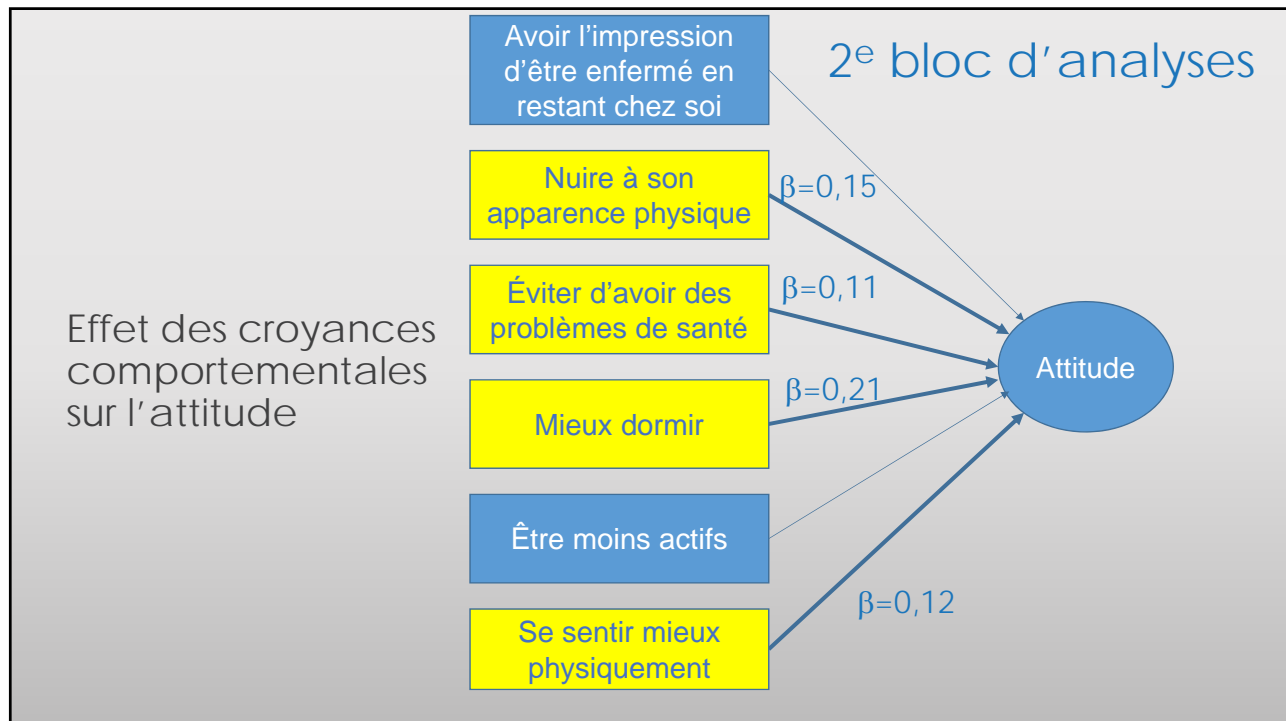 2e bloc d'analyses
Avoir l'impression
d'être enfermé en
restant chez soi
Nuire à son
apparence physique
β=0,15
Éviter d'avoir des
problèmes de santé
β=0,11
Effet des croyances
comportementales
sur l'attitude
Attitude
Mieux dormir
β=0,21
Être moins actifs
Se sentir mieux
physiquement
β=0,12